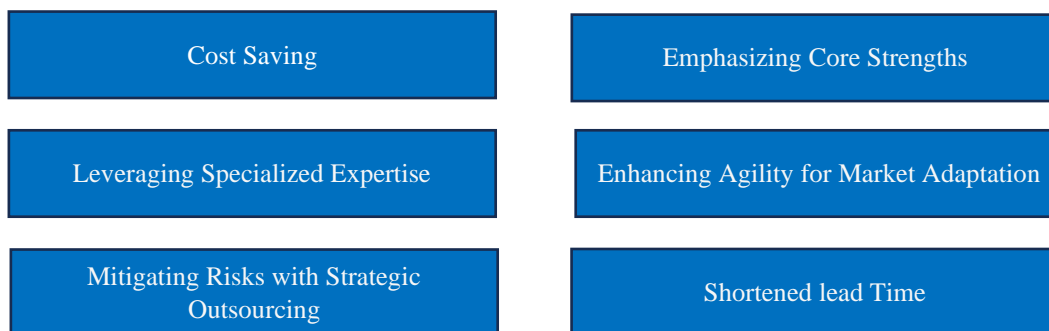 Cost Saving
Emphasizing Core Strengths
Leveraging Specialized Expertise
Enhancing Agility for Market Adaptation
Mitigating Risks with Strategic
Outsourcing
Shortened lead Time